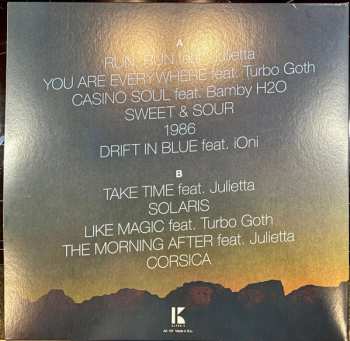 A
RUN, RUN feat. Julietta
YOU ARE EVERYWHERE feat. Turbo Goth
CASINO SOUL feat. Bamby H2O
SWEET & SOUR
1986
DRIFT IN BLUE feat. iOni
B
TAKE TIME feat. Julietta
SOLARIS
LIKE MAGIC feat. Turbo Goth
THE MORNING AFTER feat. Julietta
CORSICA
K